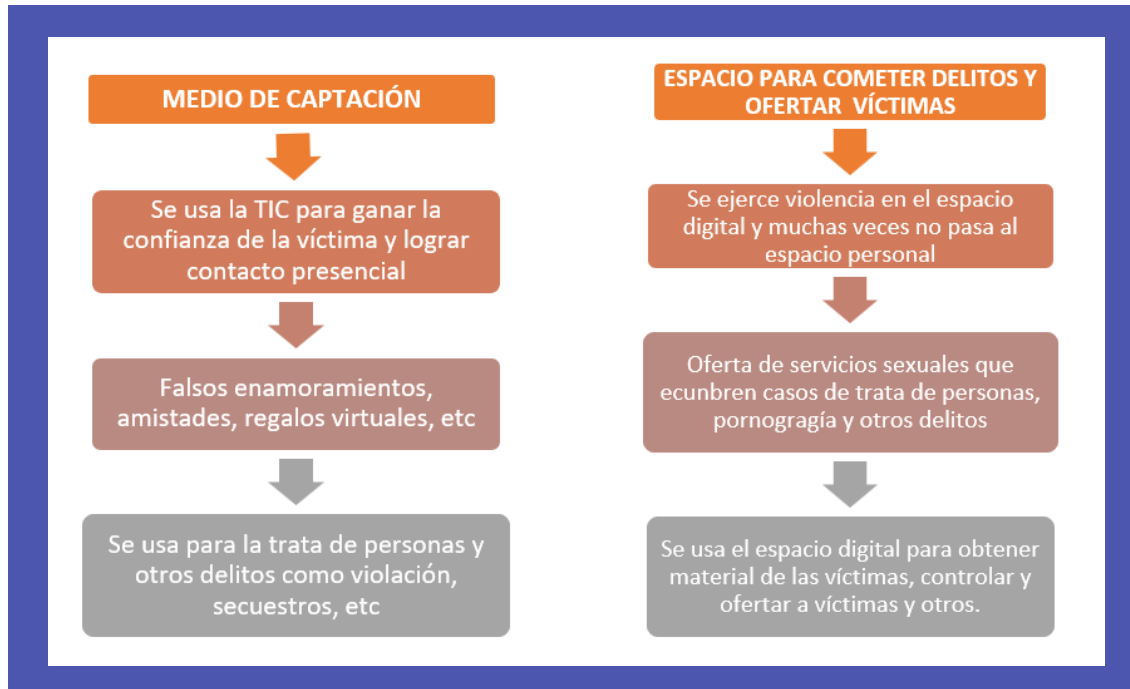 MEDIO DE CAPTACIÓN
Se usa la TIC para ganar la
confianza de la víctima y lograr
contacto presencial
Falsos enamoramientos,
amistades, regalos virtuales, etc
Se usa para la trata de personas y
otros delitos como violación,
secuestros, etc
ESPACIO PARA COMETER DELITOS Y
OFERTAR VÍCTIMAS
Se ejerce violencia en el espacio
digital y muchas veces no pasa al
espacio personal
Oferta de servicios sexuales que
ecunbren casos de trata de personas,
pornogragía y otros delitos
Se usa el espacio digital para obtener
material de las víctimas, controlar y
ofertar a víctimas y otros.